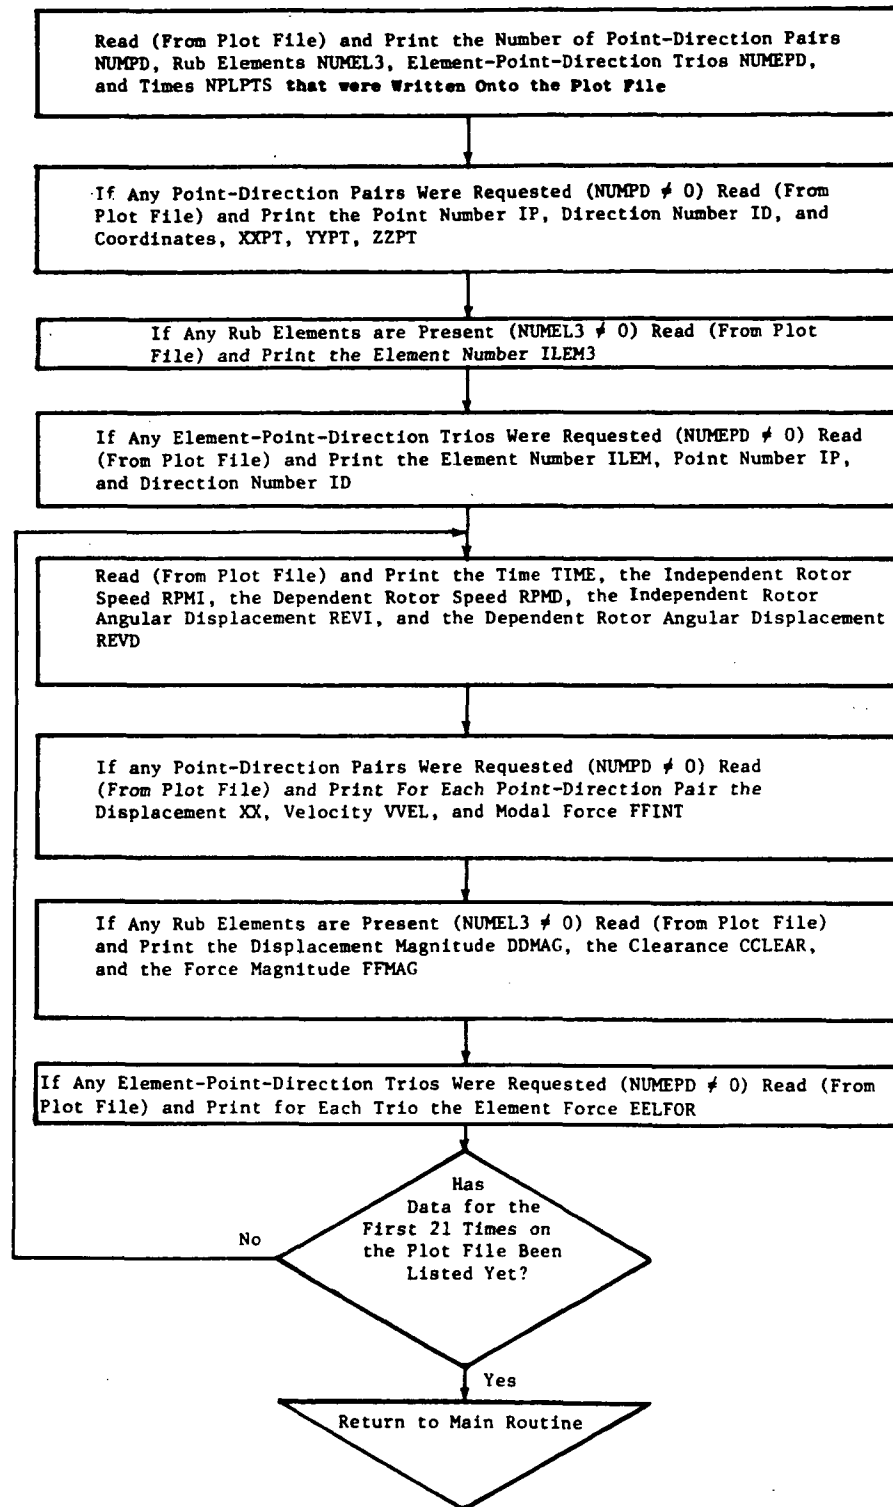 Read (From Plot File) and Print the Number of Point-Direction Pairs
NUMPD, Rub Elements NUMEL3, Element-Point-Direction Trios NUMEPD,
and Times NPLPTS that were Written Onto the Plot File
If Any Point-Direction Pairs Were Requested (NUMPD ≠ 0) Read (From
Plot File) and Print the Point Number IP, Direction Number ID, and
Coordinates, XXPT, YYPT, ZZPT
If Any Rub Elements are Present (NUMEL3 ≠ 0) Read (From Plot
File) and Print the Element Number ILEM3
If Any Element-Point-Direction Trios Were Requested (NUMEPD ≠ 0) Read
(From Plot File) and Print the Element Number ILEM, Point Number IP,
and Direction Number ID
Read (From Plot File) and Print the Time TIME, the Independent Rotor
Speed RPMI, the Dependent Rotor Speed RPMD, the Independent Rotor
Angular Displacement REVI, and the Dependent Rotor Angular Displacement
REVD
If any Point-Direction Pairs Were Requested (NUMPD ≠ 0) Read
(From Plot File) and Print For Each Point-Direction Pair the
Displacement XX, Velocity VVEL, and Modal Force FFINT
If Any Rub Elements are Present (NUMEL3 ≠ 0) Read (From Plot File)
and Print the Displacement Magnitude DDMAG, the Clearance CCLEAR,
and the Force Magnitude FFMAG
If Any Element-Point-Direction Trios Were Requested (NUMEPD ≠ 0) Read (From
Plot File) and Print for Each Trio the Element Force EELFOR
Has
Data for the
First 21 Times on
the Plot File Been
Listed Yet?
No
Yes
Return to Main Routine